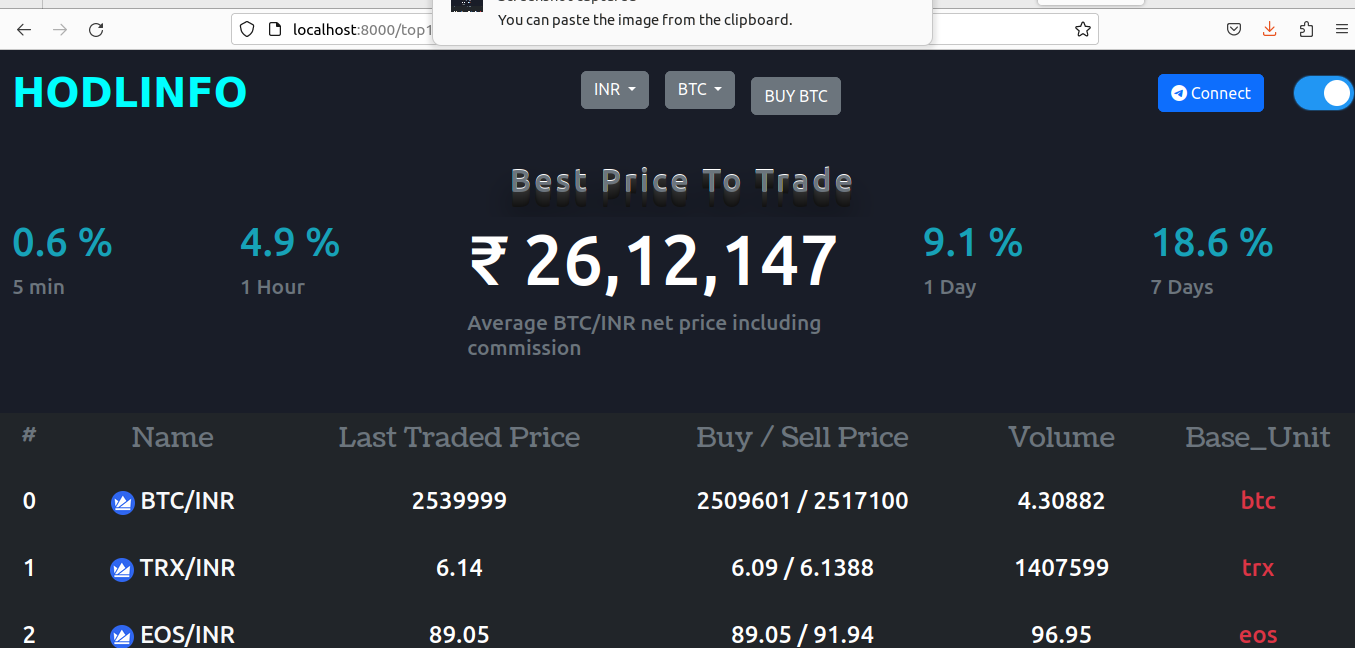 You can paste the image from the clipboard.
localhost:8000/top1
HODLINFO
INR
BTC
BUY BTC
Connect
Best Price To Trade
0.6 %
5 min
4.9 %
1 Hour
₹ 26,12,147
Average BTC/INR net price including
commission
9.1 %
1 Day
18.6 %
7 Days
# Name Last Traded Price Buy / Sell Price Volume Base_Unit
0 BTC/INR 2539999 2509601 / 2517100 4.30882 btc
1 TRX/INR 6.14 6.09 / 6.1388 1407599 trx
2 EOS/INR 89.05 89.05 / 91.94 96.95 eos